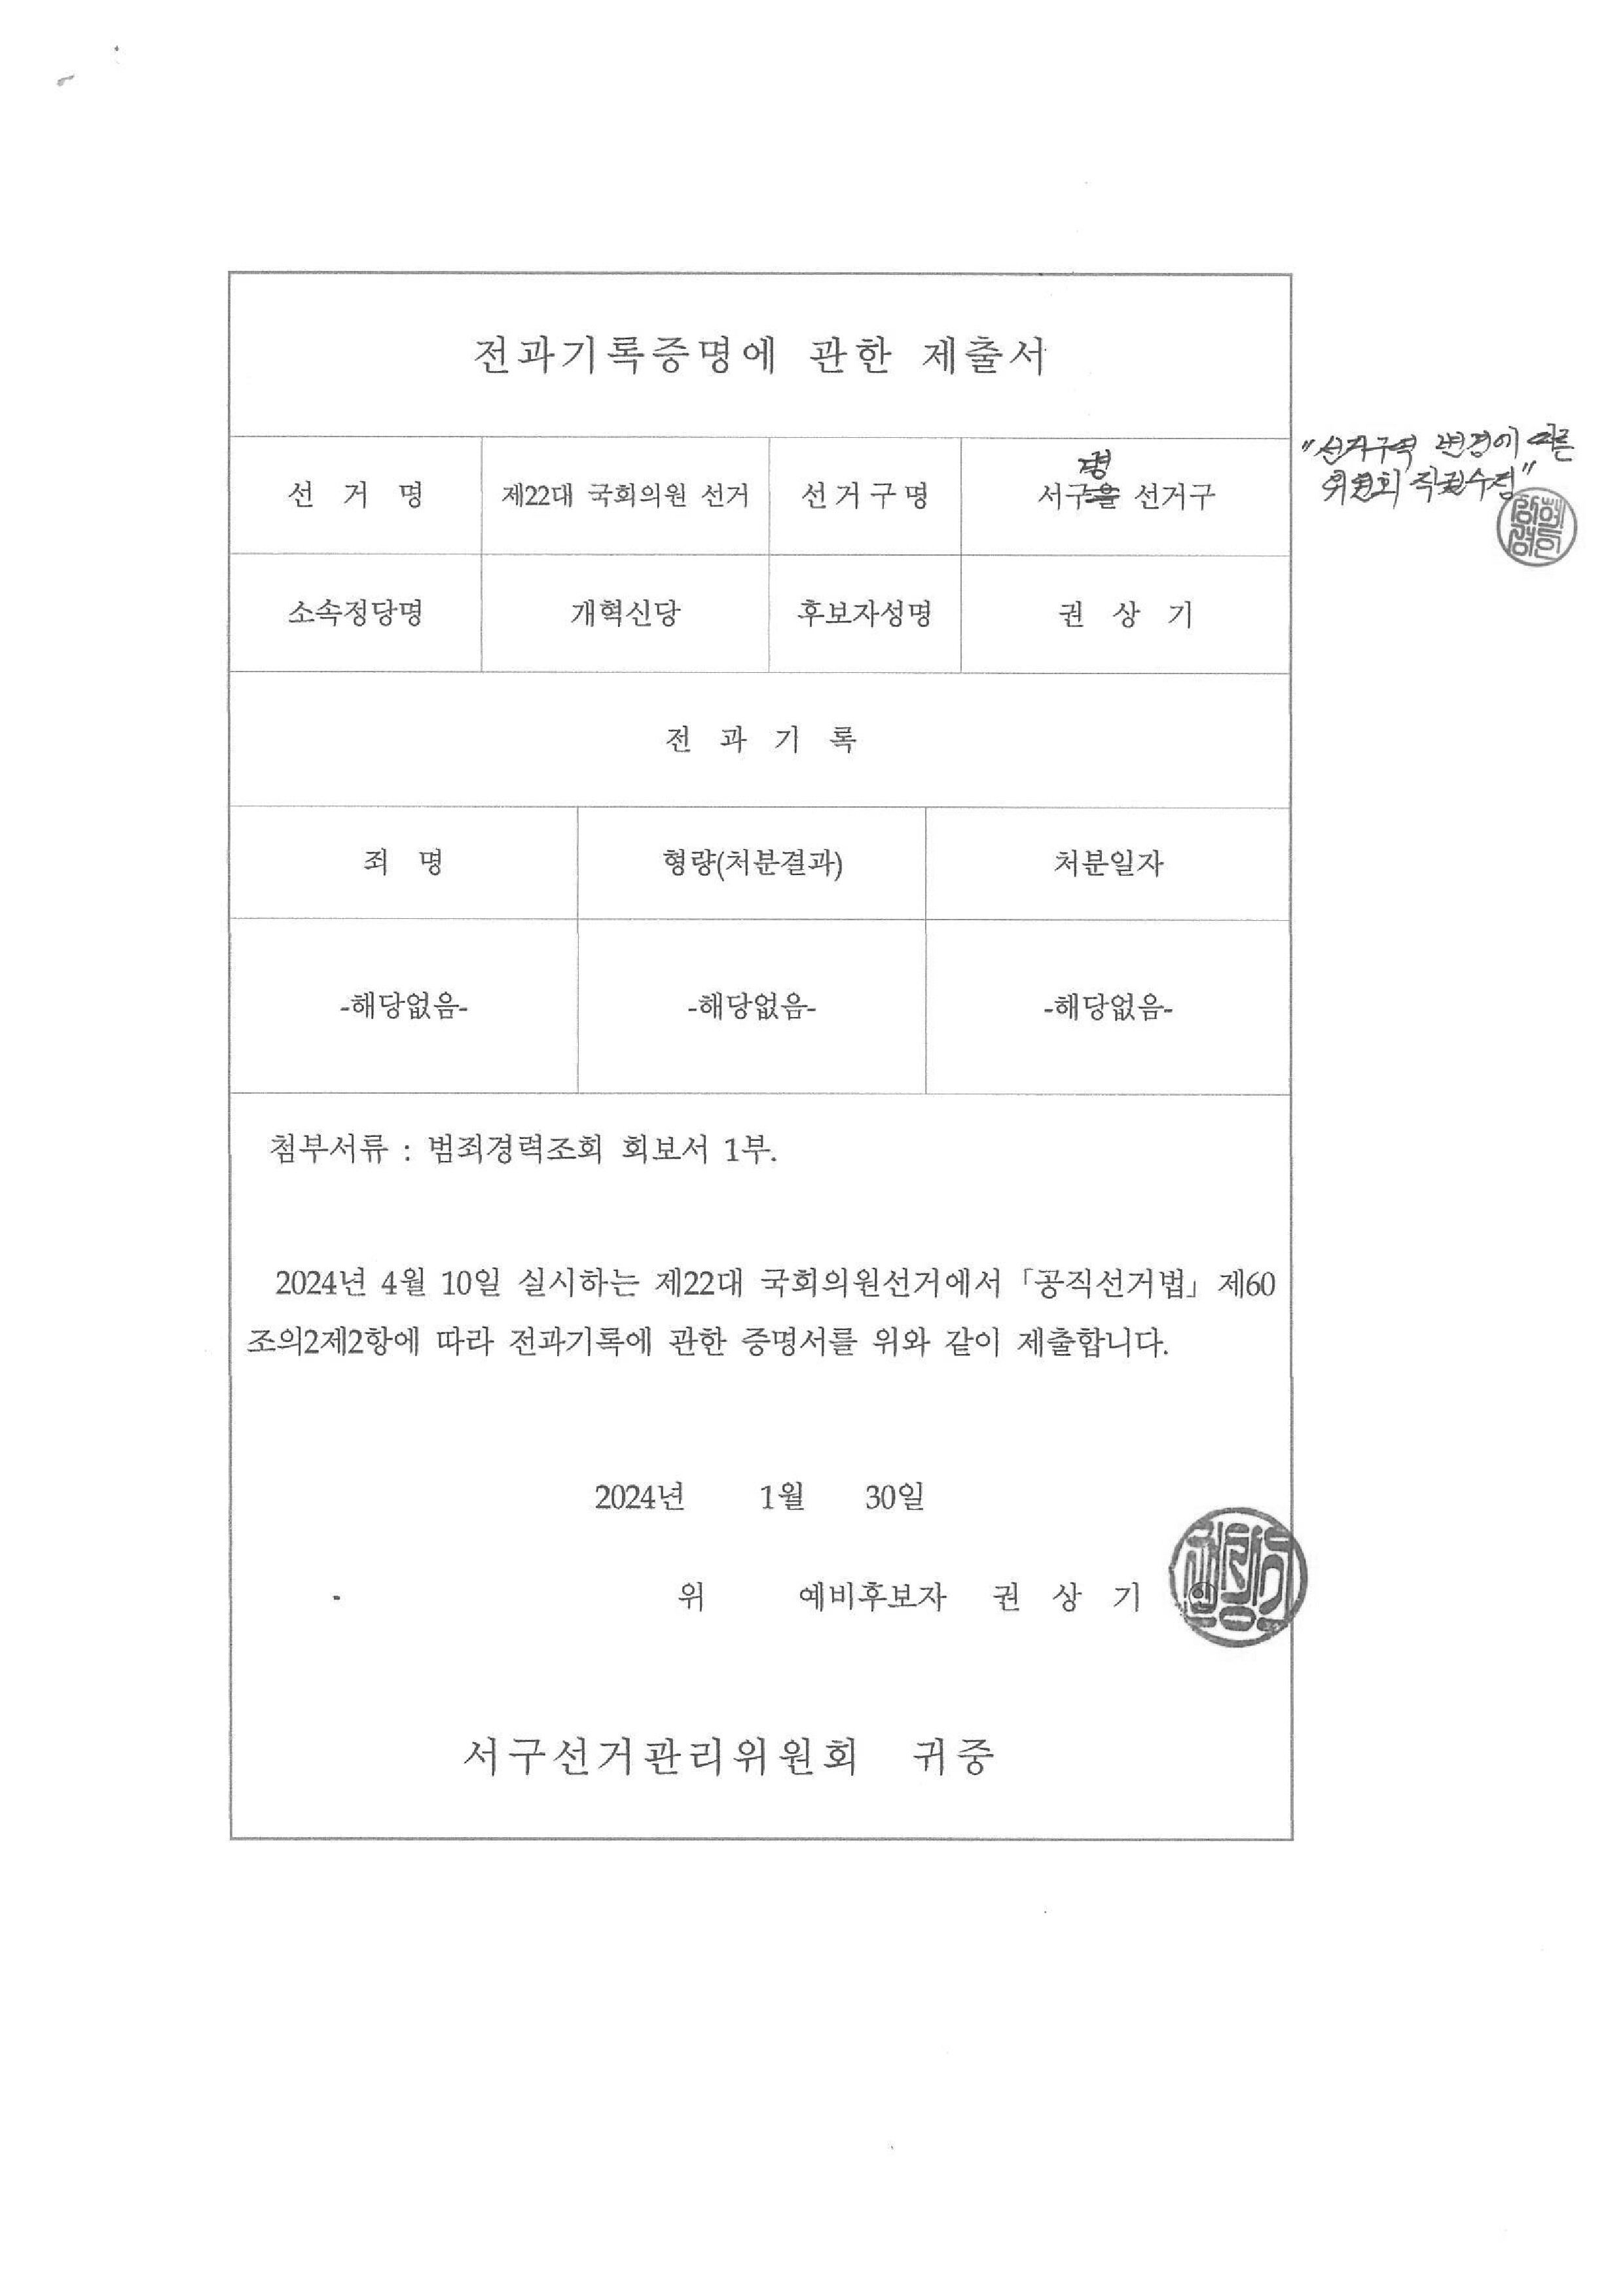 전과기록증명에 관한 제출서
"선거구역 변경에 따른
위원회 직권수정"
병
선 거 명 제22대 국회의원 선거 선거구명 서구을 선거구
소속정당명 개혁신당 후보자성명 권 상 기
전 과 기 록
죄 명 형량(처분결과) 처분일자
-해당없음- -해당없음- -해당없음-
첨부서류 : 범죄경력조회 회보서 1부.
2024년 4월 10일 실시하는 제22대 국회의원선거에서 「공직선거법」 제60
조의2제2항에 따라 전과기록에 관한 증명서를 위와 같이 제출합니다.
2024년 1월 30일
위 예비후보자 권 상 기 인
서구선거관리위원회 귀중